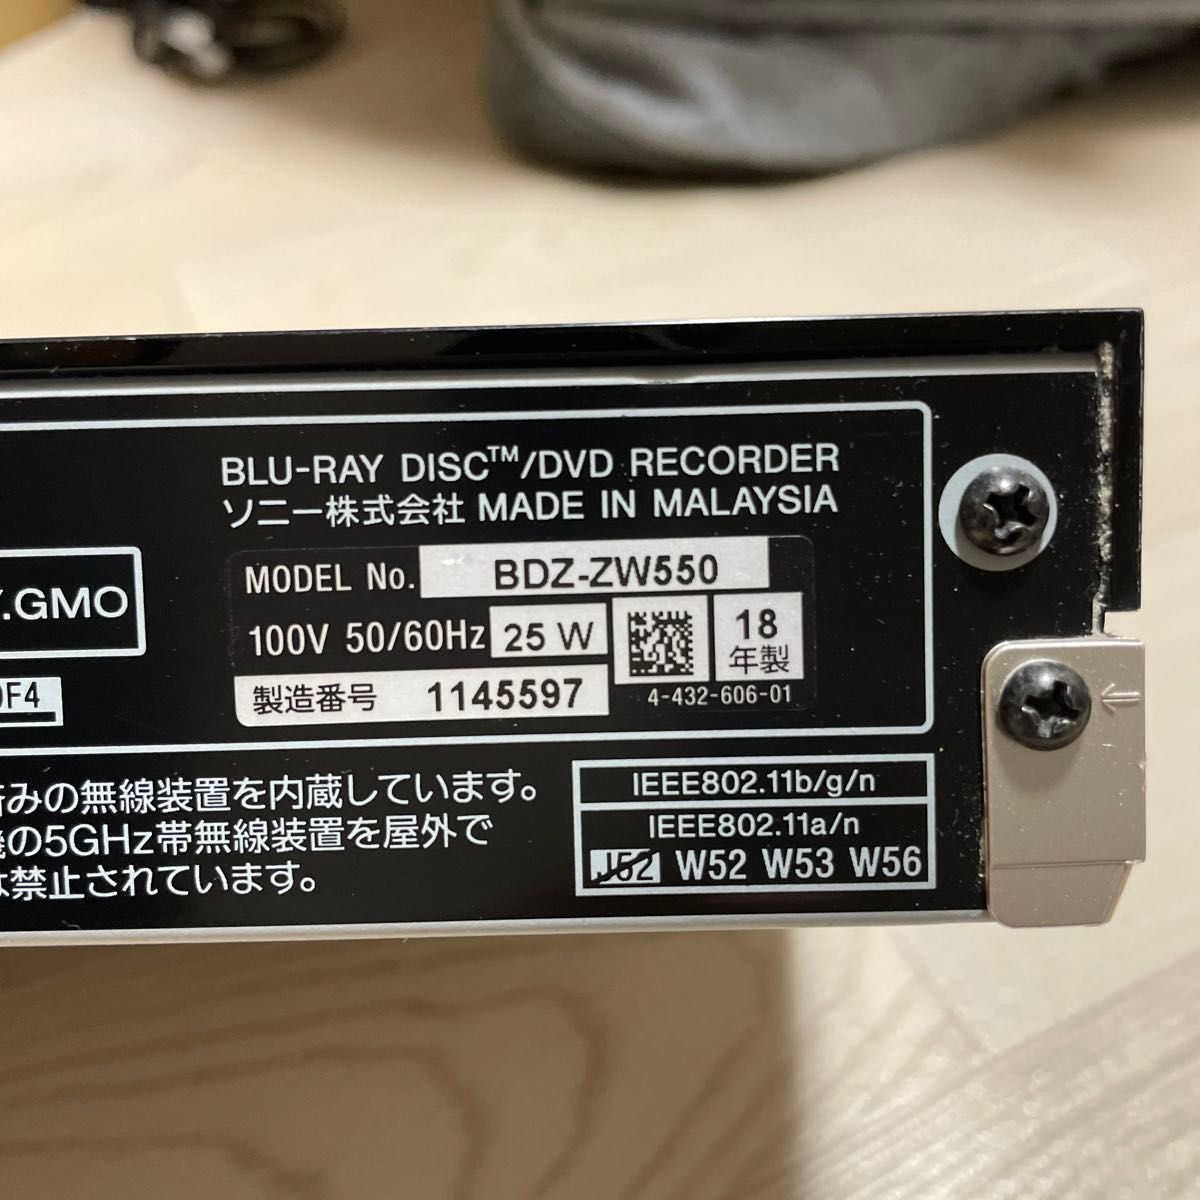 BLU-RAY DISC™/DVD RECORDER
ソニー株式会社 MADE IN MALAYSIA
MODEL No. BDZ-ZW550
.GMO
100V 50/60Hz 25 W
18
年製
F4
製造番号 1145597
4-432-606-01
みの無線装置を内蔵しています。
の5GHz帯無線装置を屋外で
は禁止されています。
IEEE802.11b/g/n
IEEE802.11a/n
J52 W52 W53 W56